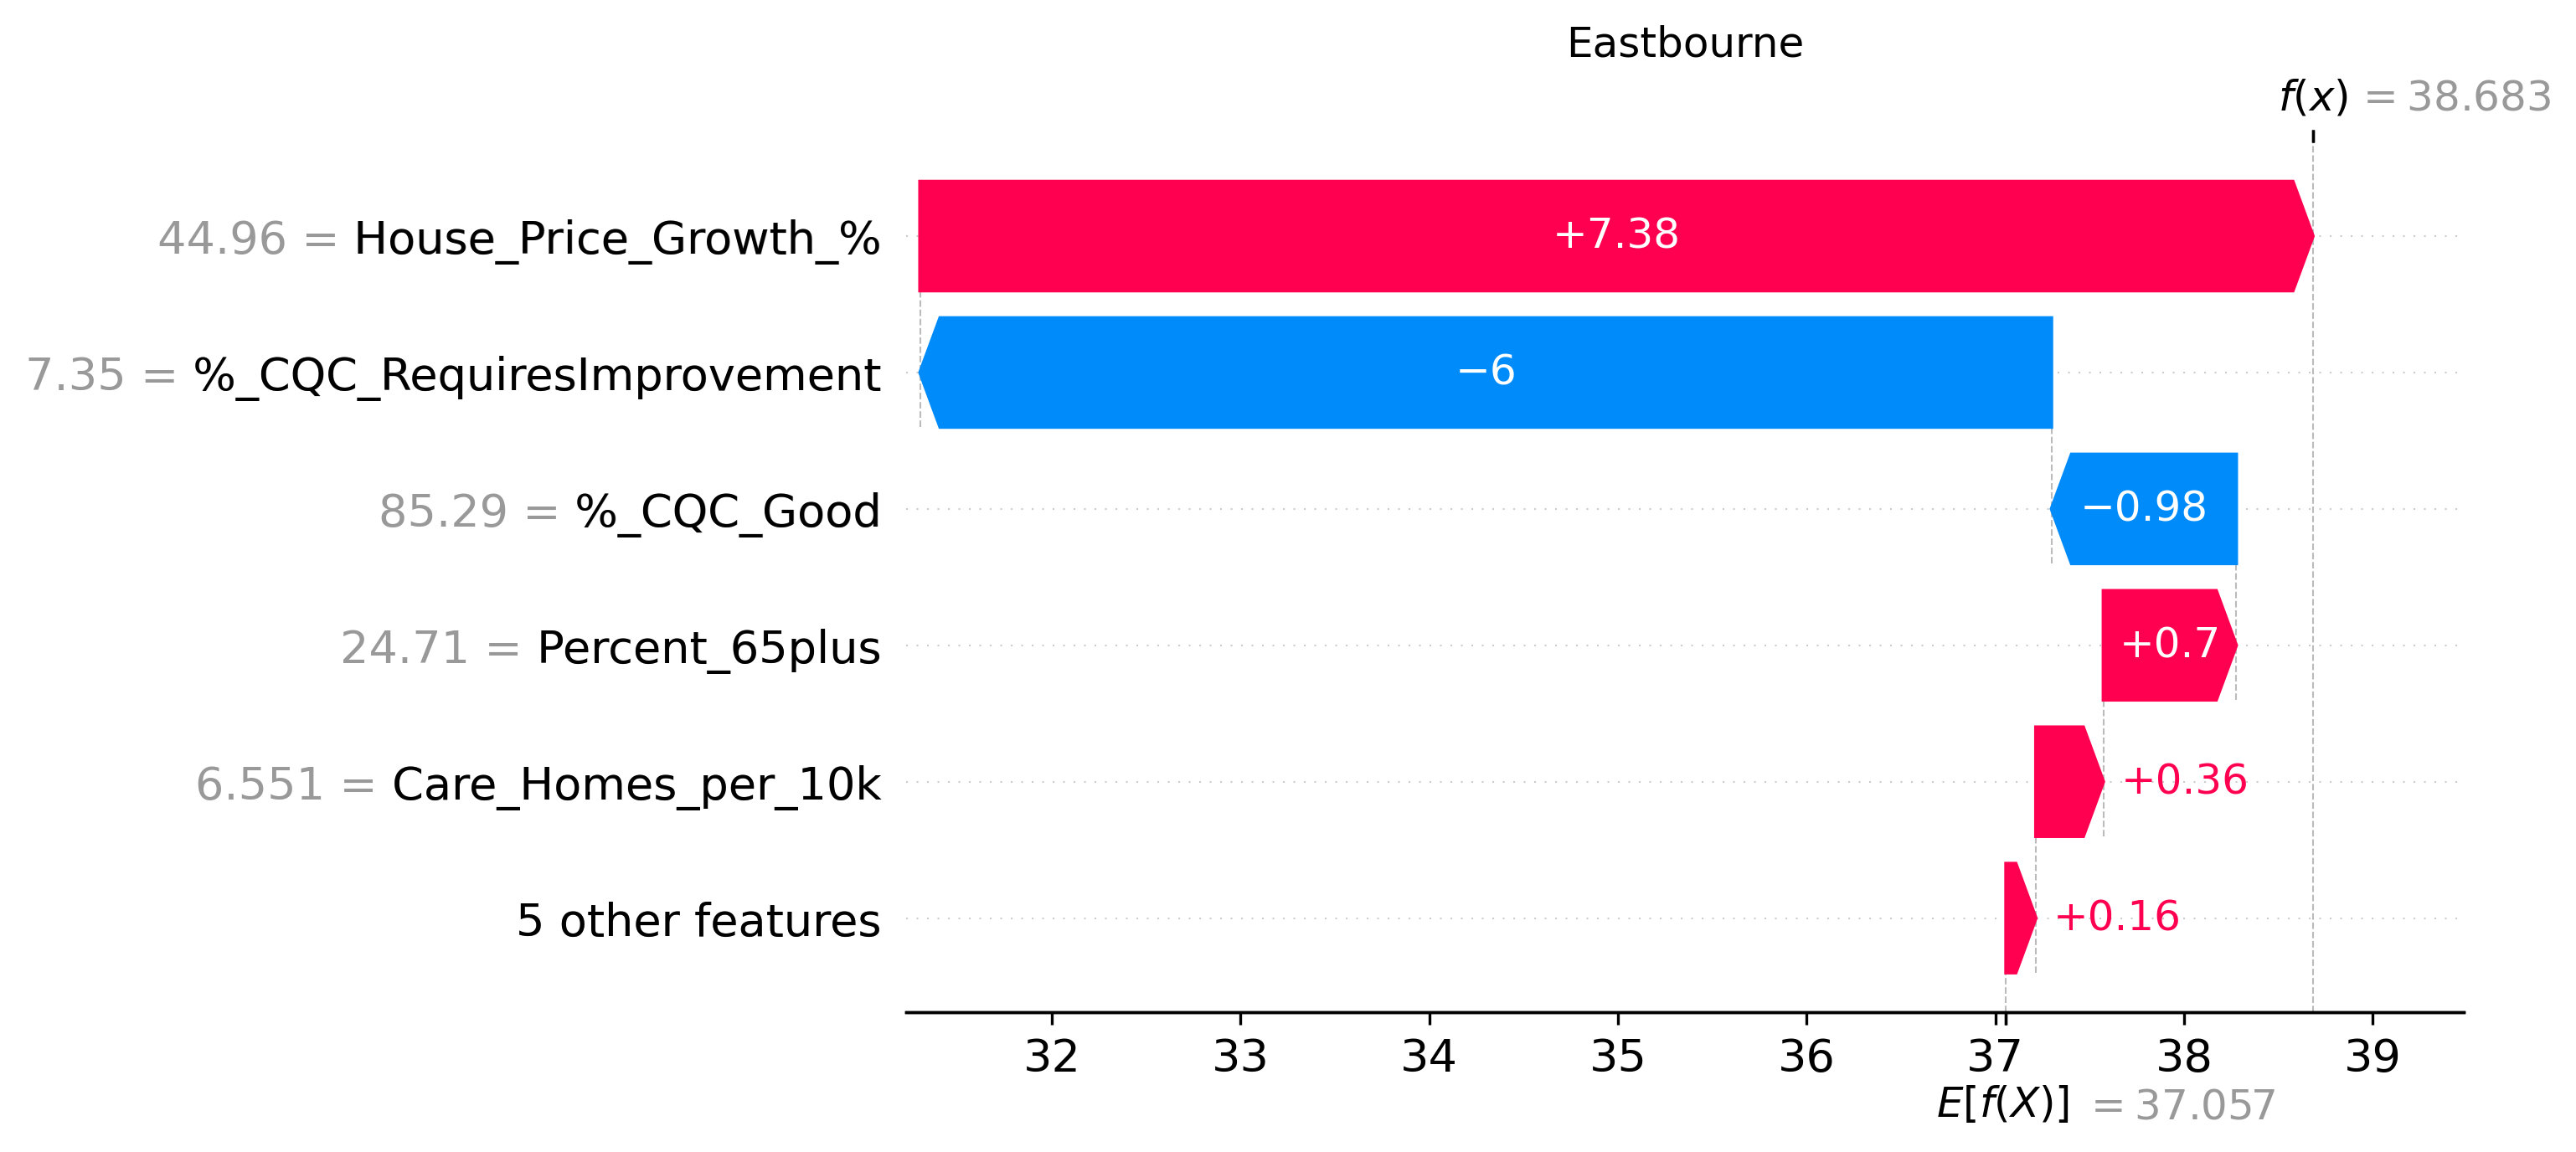 Eastbourne
f(x) = 38.683
44.96 = House_Price_Growth_%
+7.38
7.35 = %_CQC_RequiresImprovement
−6
85.29 = %_CQC_Good
−0.98
24.71 = Percent_65plus
+0.7
6.551 = Care_Homes_per_10k
+0.36
5 other features
+0.16
32 33 34 35 36 37 38 39
E[f(X)] = 37.057